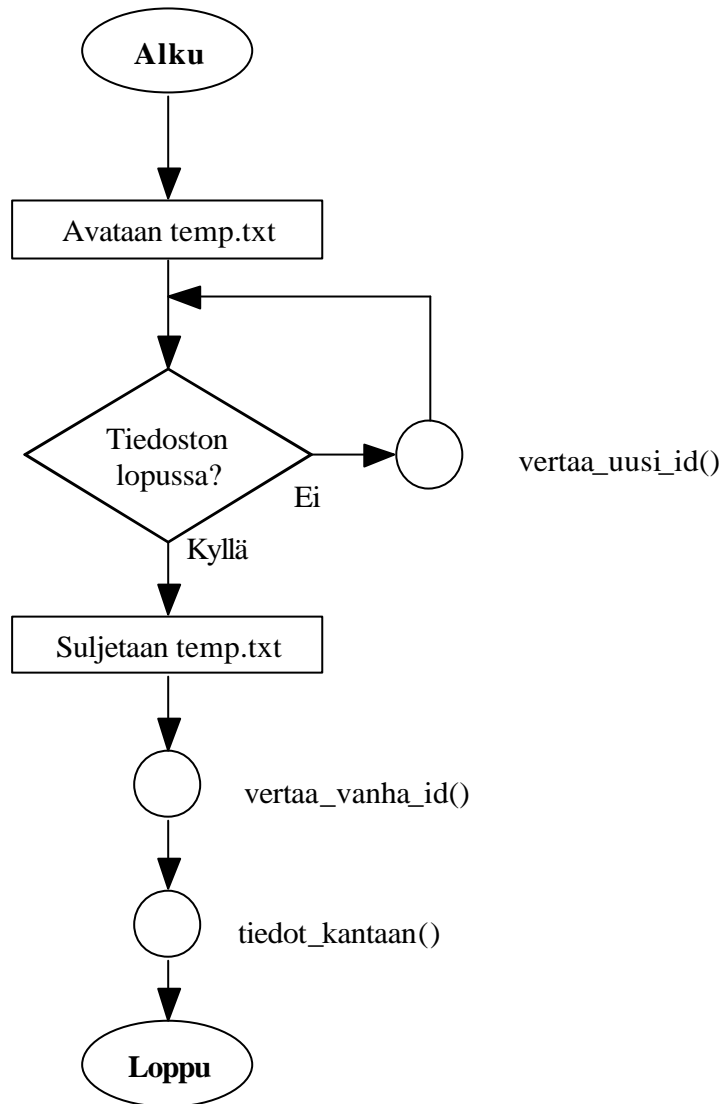 Alku
Avataan temp.txt
Tiedoston
lopussa?
vertaa_uusi_id()
Ei
Kyllä
Suljetaan temp.txt
vertaa_vanha_id()
tiedot_kantaan()
Loppu